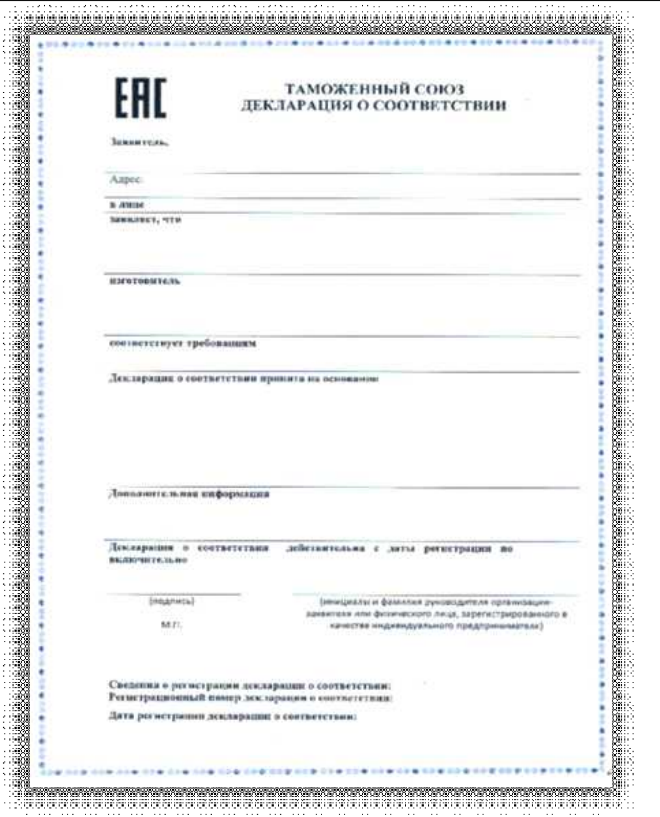 EAC
ТАМОЖЕННЫЙ СОЮЗ
ДЕКЛАРАЦИЯ О СООТВЕТСТВИИ
Заявитель,
Адрес:
в лице
заявляет, что
изготовитель
соответствует требованиям
Декларация о соответствии принята на основании
Дополнительная информация
Декларация о соответствии действительна с даты регистрации по
включительно
(подпись)
(инициалы и фамилия руководителя организации-
заявителя или физического лица, зарегистрированного в
М.П.
качестве индивидуального предпринимателя)
Сведения о регистрации декларации о соответствии:
Регистрационный номер декларации о соответствии:
Дата регистрации декларации о соответствии: